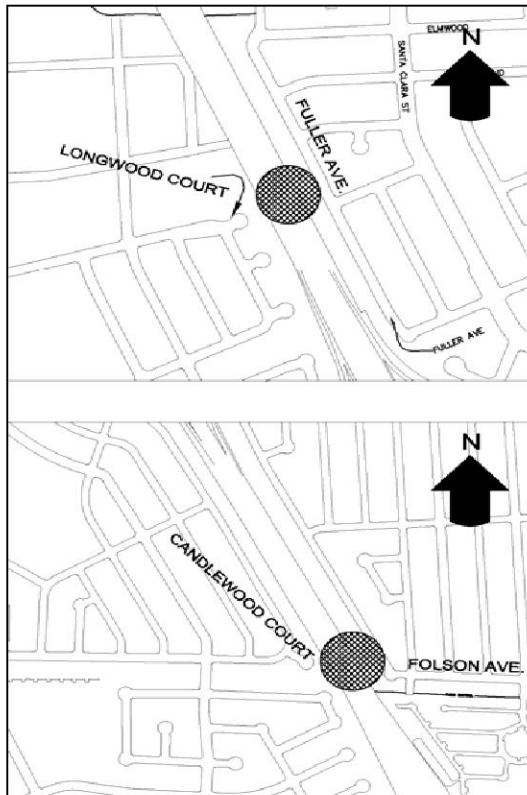 ELMWOOD
N
SANTA CLARA ST
FULLER AVE.
LONGWOOD COURT
FULLER AVE
N
CANDLEWOOD COURT
FOLSON AVE